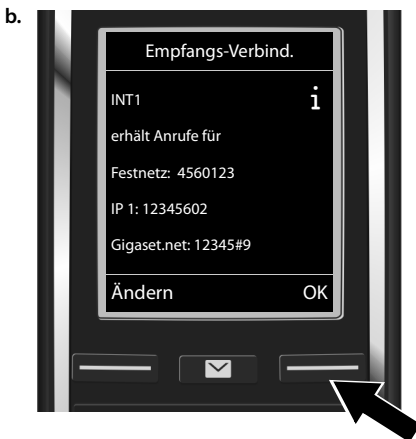 b.
Empfangs-Verbind.
INT1 i
erhält Anrufe für
Festnetz: 4560123
IP 1: 12345602
Gigaset.net: 12345#9
Ändern OK